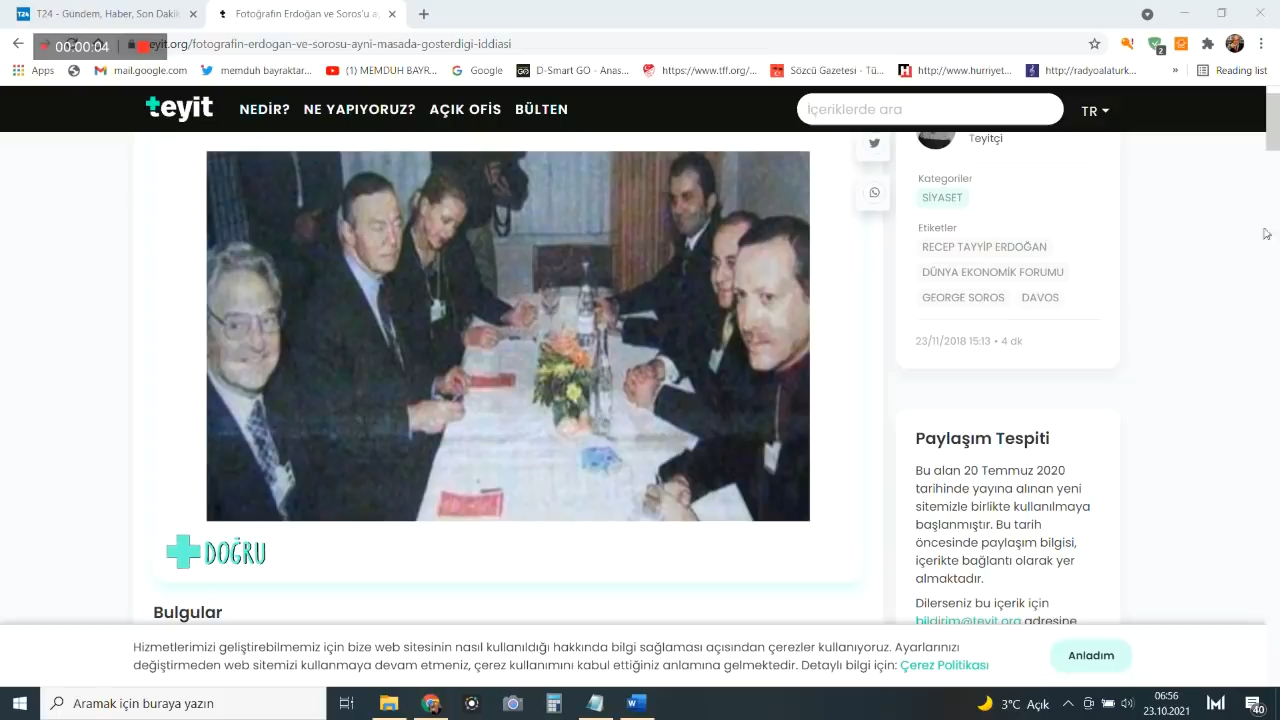 T24 - Gündem, Haber, Son Dakik
Fotoğrafın Erdoğan ve Soros'u ay
00:00:04
eyit.org/fotografin-erdogan-ve-sorosu-ayni-masada-gosterdigi-iddiasi
2
Apps
mail.google.com
memduh bayraktar...
(1) MEMDUH BAYR...
Google
D-Smart GO - Anas...
https://www.tff.org/...
Sözcü Gazetesi - Tü...
http://www.hurriyet...
http://radyoalaturk...
»
Reading list
teyit
NEDİR?
NE YAPIYORUZ?
AÇIK OFİS
BÜLTEN
içeriklerde ara
TR
Teyitçi
Kategoriler
SİYASET
Etiketler
RECEP TAYYİP ERDOĞAN
DÜNYA EKONOMİK FORUMU
GEORGE SOROS
DAVOS
23/11/2018 15:13 • 4 dk
DOĞRU
Bulgular
Paylaşım Tespiti
Bu alan 20 Temmuz 2020
tarihinde yayına alınan yeni
sitemizle birlikte kullanılmaya
başlanmıştır. Bu tarih
öncesinde paylaşım bilgisi,
içerikte bağlantı olarak yer
almaktadır.
Dilerseniz bu içerik için
bildirim@teyit.org adresine
Hizmetlerimizi geliştirebilmemiz için bize web sitesinin nasıl kullanıldığı hakkında bilgi sağlaması açısından çerezler kullanıyoruz. Ayarlarınızı
değiştirmeden web sitemizi kullanmaya devam etmeniz, çerez kullanımını kabul ettiğiniz anlamına gelmektedir. Detaylı bilgi için: Çerez Politikası
Anladım
Aramak için buraya yazın
3°C Açık
06:56
23.10.2021
40